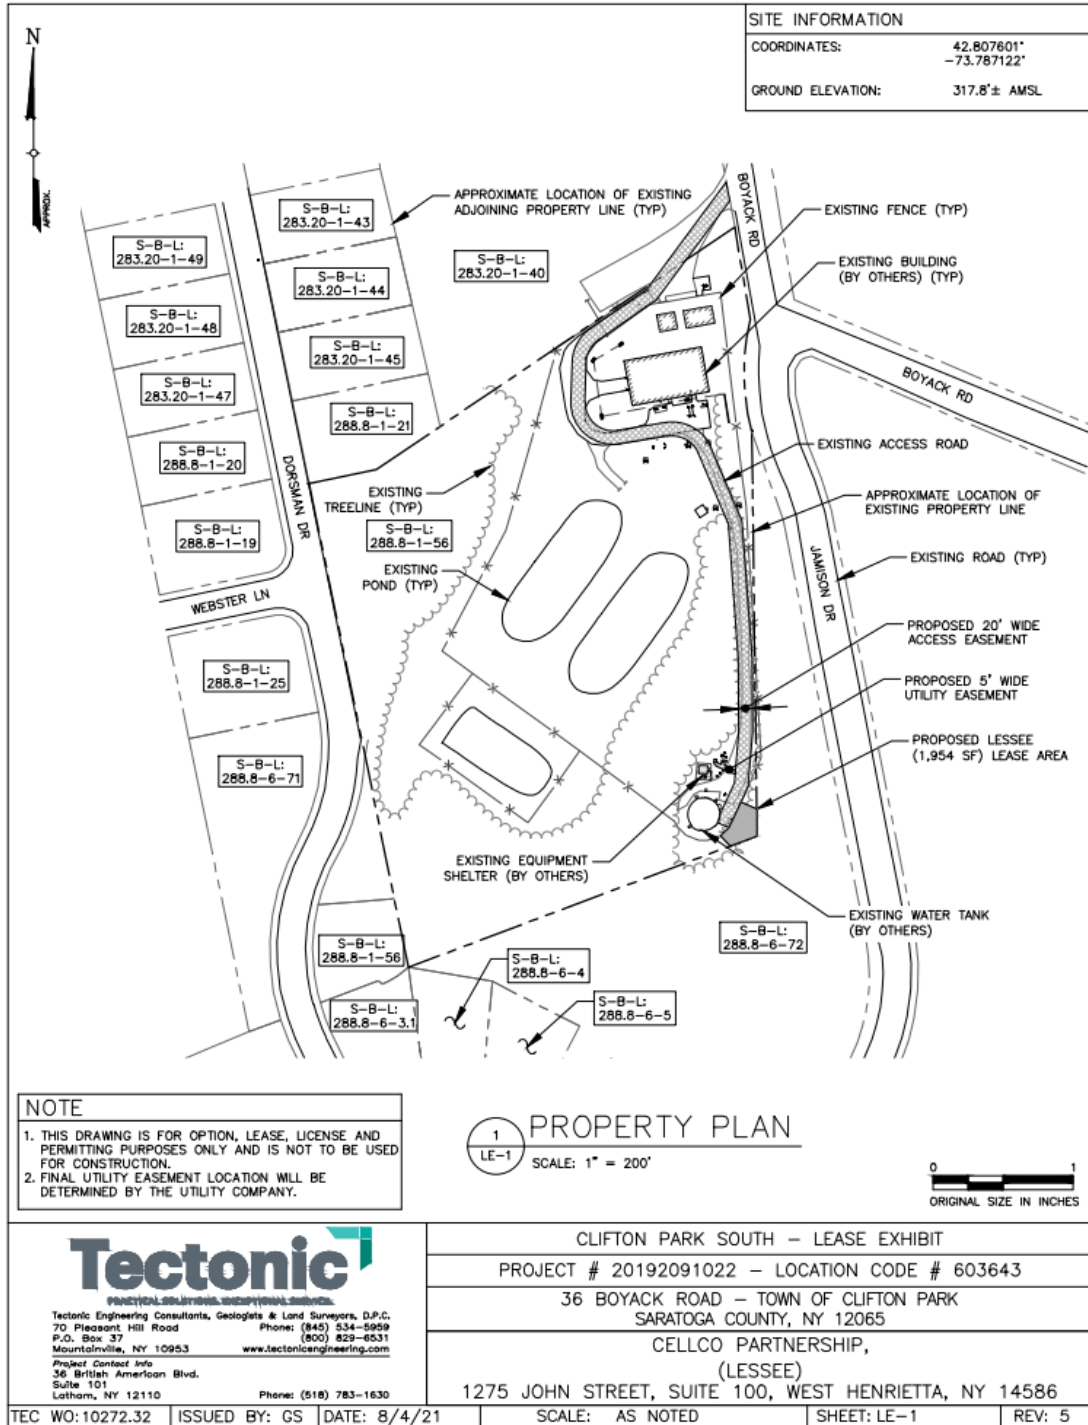 SITE INFORMATION
COORDINATES: 42.807601°
-73.787122°
GROUND ELEVATION: 317.8'± AMSL
N
APPROX.
APPROXIMATE LOCATION OF EXISTING
ADJOINING PROPERTY LINE (TYP)
BOYACK RD
EXISTING FENCE (TYP)
EXISTING BUILDING
(BY OTHERS) (TYP)
S-B-L:
283.20-1-43
S-B-L:
283.20-1-49
S-B-L:
283.20-1-40
S-B-L:
283.20-1-44
S-B-L:
283.20-1-48
S-B-L:
283.20-1-45
S-B-L:
283.20-1-47
BOYACK RD
S-B-L:
288.8-1-21
S-B-L:
288.8-1-20
EXISTING ACCESS ROAD
DORSMAN DR
EXISTING
TREELINE (TYP)
APPROXIMATE LOCATION OF
EXISTING PROPERTY LINE
S-B-L:
288.8-1-19
S-B-L:
288.8-1-56
EXISTING
POND (TYP)
JAMISON DR
EXISTING ROAD (TYP)
WEBSTER LN
PROPOSED 20' WIDE
ACCESS EASEMENT
S-B-L:
288.8-1-25
PROPOSED 5' WIDE
UTILITY EASEMENT
PROPOSED LESSEE
(1,954 SF) LEASE AREA
S-B-L:
288.8-6-71
EXISTING EQUIPMENT
SHELTER (BY OTHERS)
EXISTING WATER TANK
(BY OTHERS)
S-B-L:
288.8-6-72
S-B-L:
288.8-1-56
S-B-L:
288.8-6-4
S-B-L:
288.8-6-5
S-B-L:
288.8-6-3.1
NOTE
1. THIS DRAWING IS FOR OPTION, LEASE, LICENSE AND
PERMITTING PURPOSES ONLY AND IS NOT TO BE USED
FOR CONSTRUCTION.
2. FINAL UTILITY EASEMENT LOCATION WILL BE
DETERMINED BY THE UTILITY COMPANY.
1
LE-1
PROPERTY PLAN
SCALE: 1" = 200'
0 1
ORIGINAL SIZE IN INCHES
Tectonic
PRACTICAL SOLUTIONS, EXCEPTIONAL SERVICE.
Tectonic Engineering Consultants, Geologists & Land Surveyors, D.P.C.
70 Pleasant Hill Road Phone: (845) 534-5959
P.O. Box 37 (800) 829-6531
Mountainville, NY 10953 www.tectonicengineering.com
Project Contact Info
36 British American Blvd.
Suite 101
Latham, NY 12110 Phone: (518) 783-1630
CLIFTON PARK SOUTH - LEASE EXHIBIT
PROJECT # 20192091022 - LOCATION CODE # 603643
36 BOYACK ROAD - TOWN OF CLIFTON PARK
SARATOGA COUNTY, NY 12065
CELLCO PARTNERSHIP,
(LESSEE)
1275 JOHN STREET, SUITE 100, WEST HENRIETTA, NY 14586
TEC WO: 10272.32 ISSUED BY: GS DATE: 8/4/21 SCALE: AS NOTED SHEET: LE-1 REV: 5